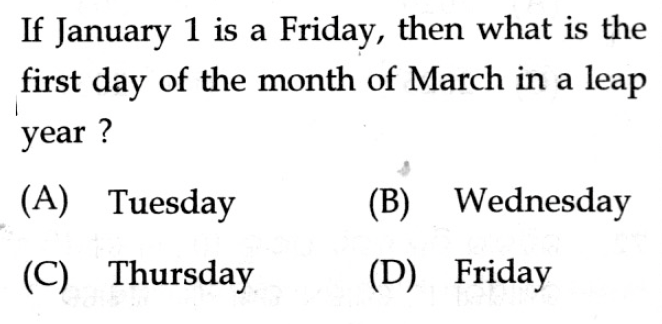 If January 1 is a Friday, then what is the
first day of the month of March in a leap
year ?
(A) Tuesday (B) Wednesday
(C) Thursday (D) Friday